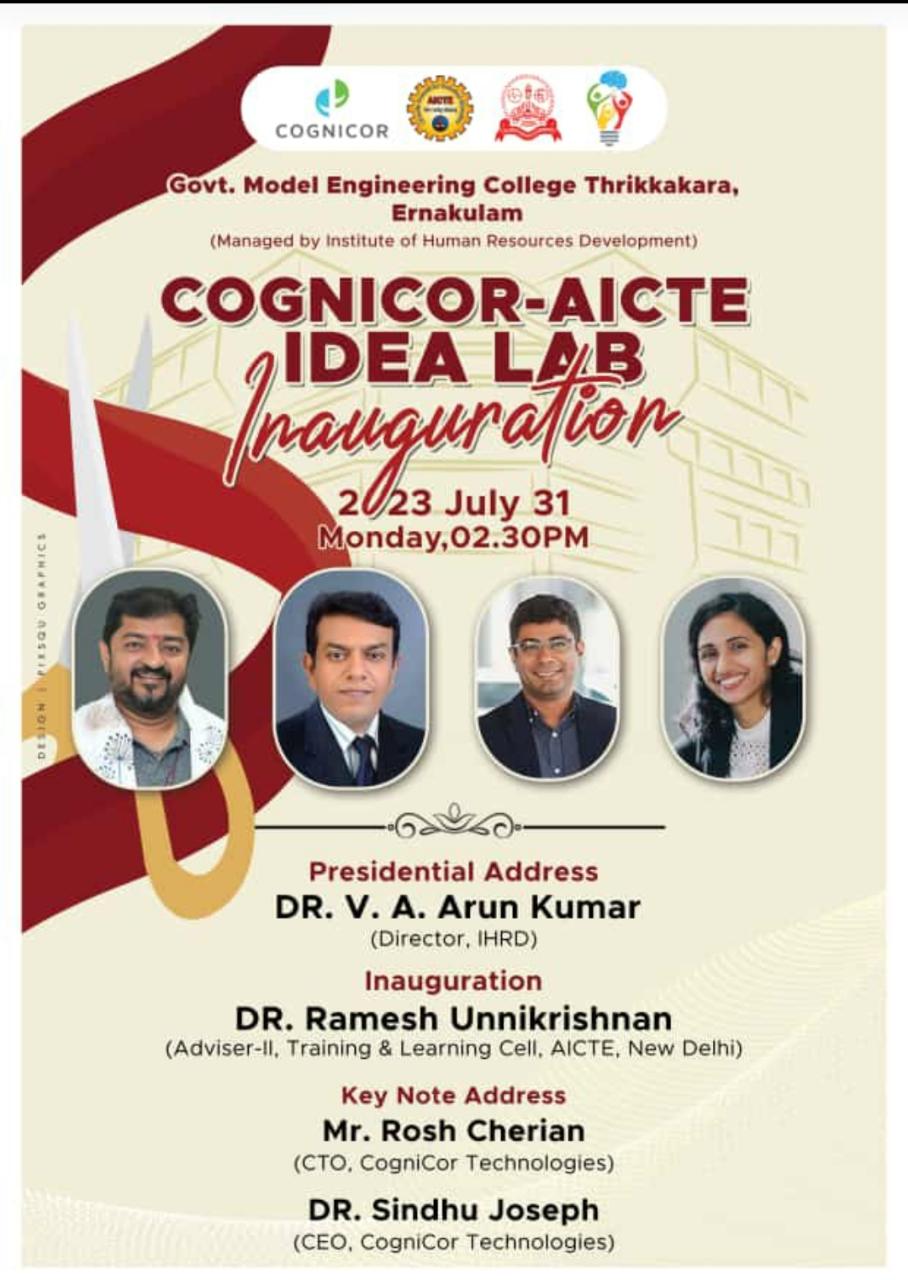 COGNICOR
AICTE
Govt. Model Engineering College Thrikkakara,
Ernakulam
(Managed by Institute of Human Resources Development)
COGNICOR-AICTE
IDEA LAB
Inauguration
2023 July 31
Monday,02.30PM
DESIGN | PIXSQU GRAPHICS
Presidential Address
DR. V. A. Arun Kumar
(Director, IHRD)
Inauguration
DR. Ramesh Unnikrishnan
(Adviser-II, Training & Learning Cell, AICTE, New Delhi)
Key Note Address
Mr. Rosh Cherian
(CTO, CogniCor Technologies)
DR. Sindhu Joseph
(CEO, CogniCor Technologies)